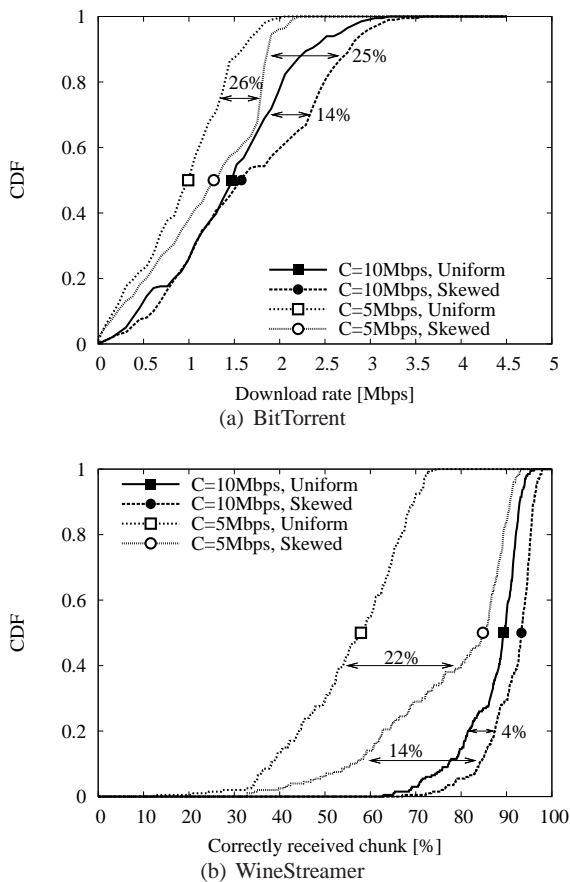 1
0.8
0.6
0.4
0.2
0
CDF
26%
25%
14%
C=10Mbps, Uniform
C=10Mbps, Skewed
C=5Mbps, Uniform
C=5Mbps, Skewed
0 0.5 1 1.5 2 2.5 3 3.5 4 4.5 5
Download rate [Mbps]
(a) BitTorrent
1
0.8
0.6
0.4
0.2
0
CDF
C=10Mbps, Uniform
C=10Mbps, Skewed
C=5Mbps, Uniform
C=5Mbps, Skewed
22%
14%
4%
0 10 20 30 40 50 60 70 80 90 100
Correctly received chunk [%]
(b) WineStreamer